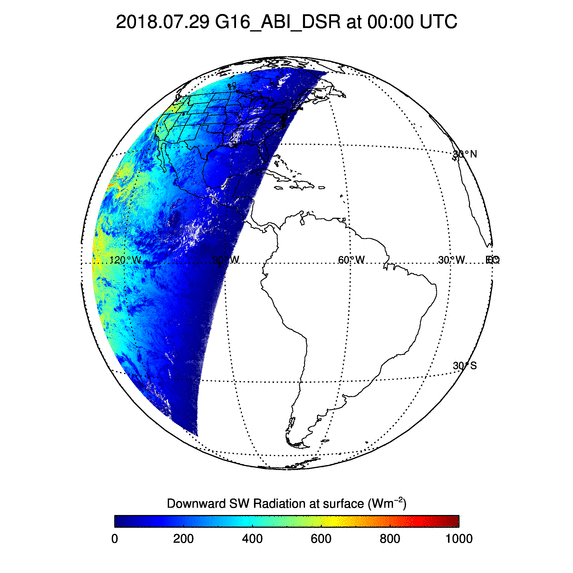 2018.07.29 G16_ABI_DSR at 00:00 UTC
30°N
120°W
90°W
60°W
30°W
30°S
Downward SW Radiation at surface (Wm⁻²)
0 200 400 600 800 1000